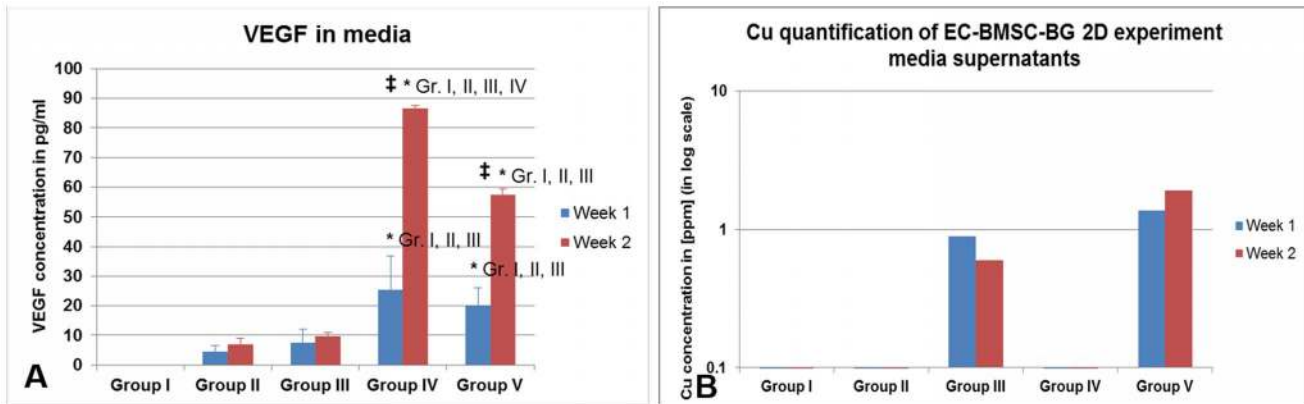 VEGF in media
VEGF concentration in pg/ml
100
90
80
70
60
50
40
30
20
10
0
‡ * Gr. I, II, III, IV
‡ * Gr. I, II, III
* Gr. I, II, III
* Gr. I, II, III
Week 1
Week 2
Group I Group II Group III Group IV Group V
A
Cu quantification of EC-BMSC-BG 2D experiment
media supernatants
Cu concentration in [ppm] (in log scale)
10
1
0.1
Week 1
Week 2
Group I Group II Group III Group IV Group V
B